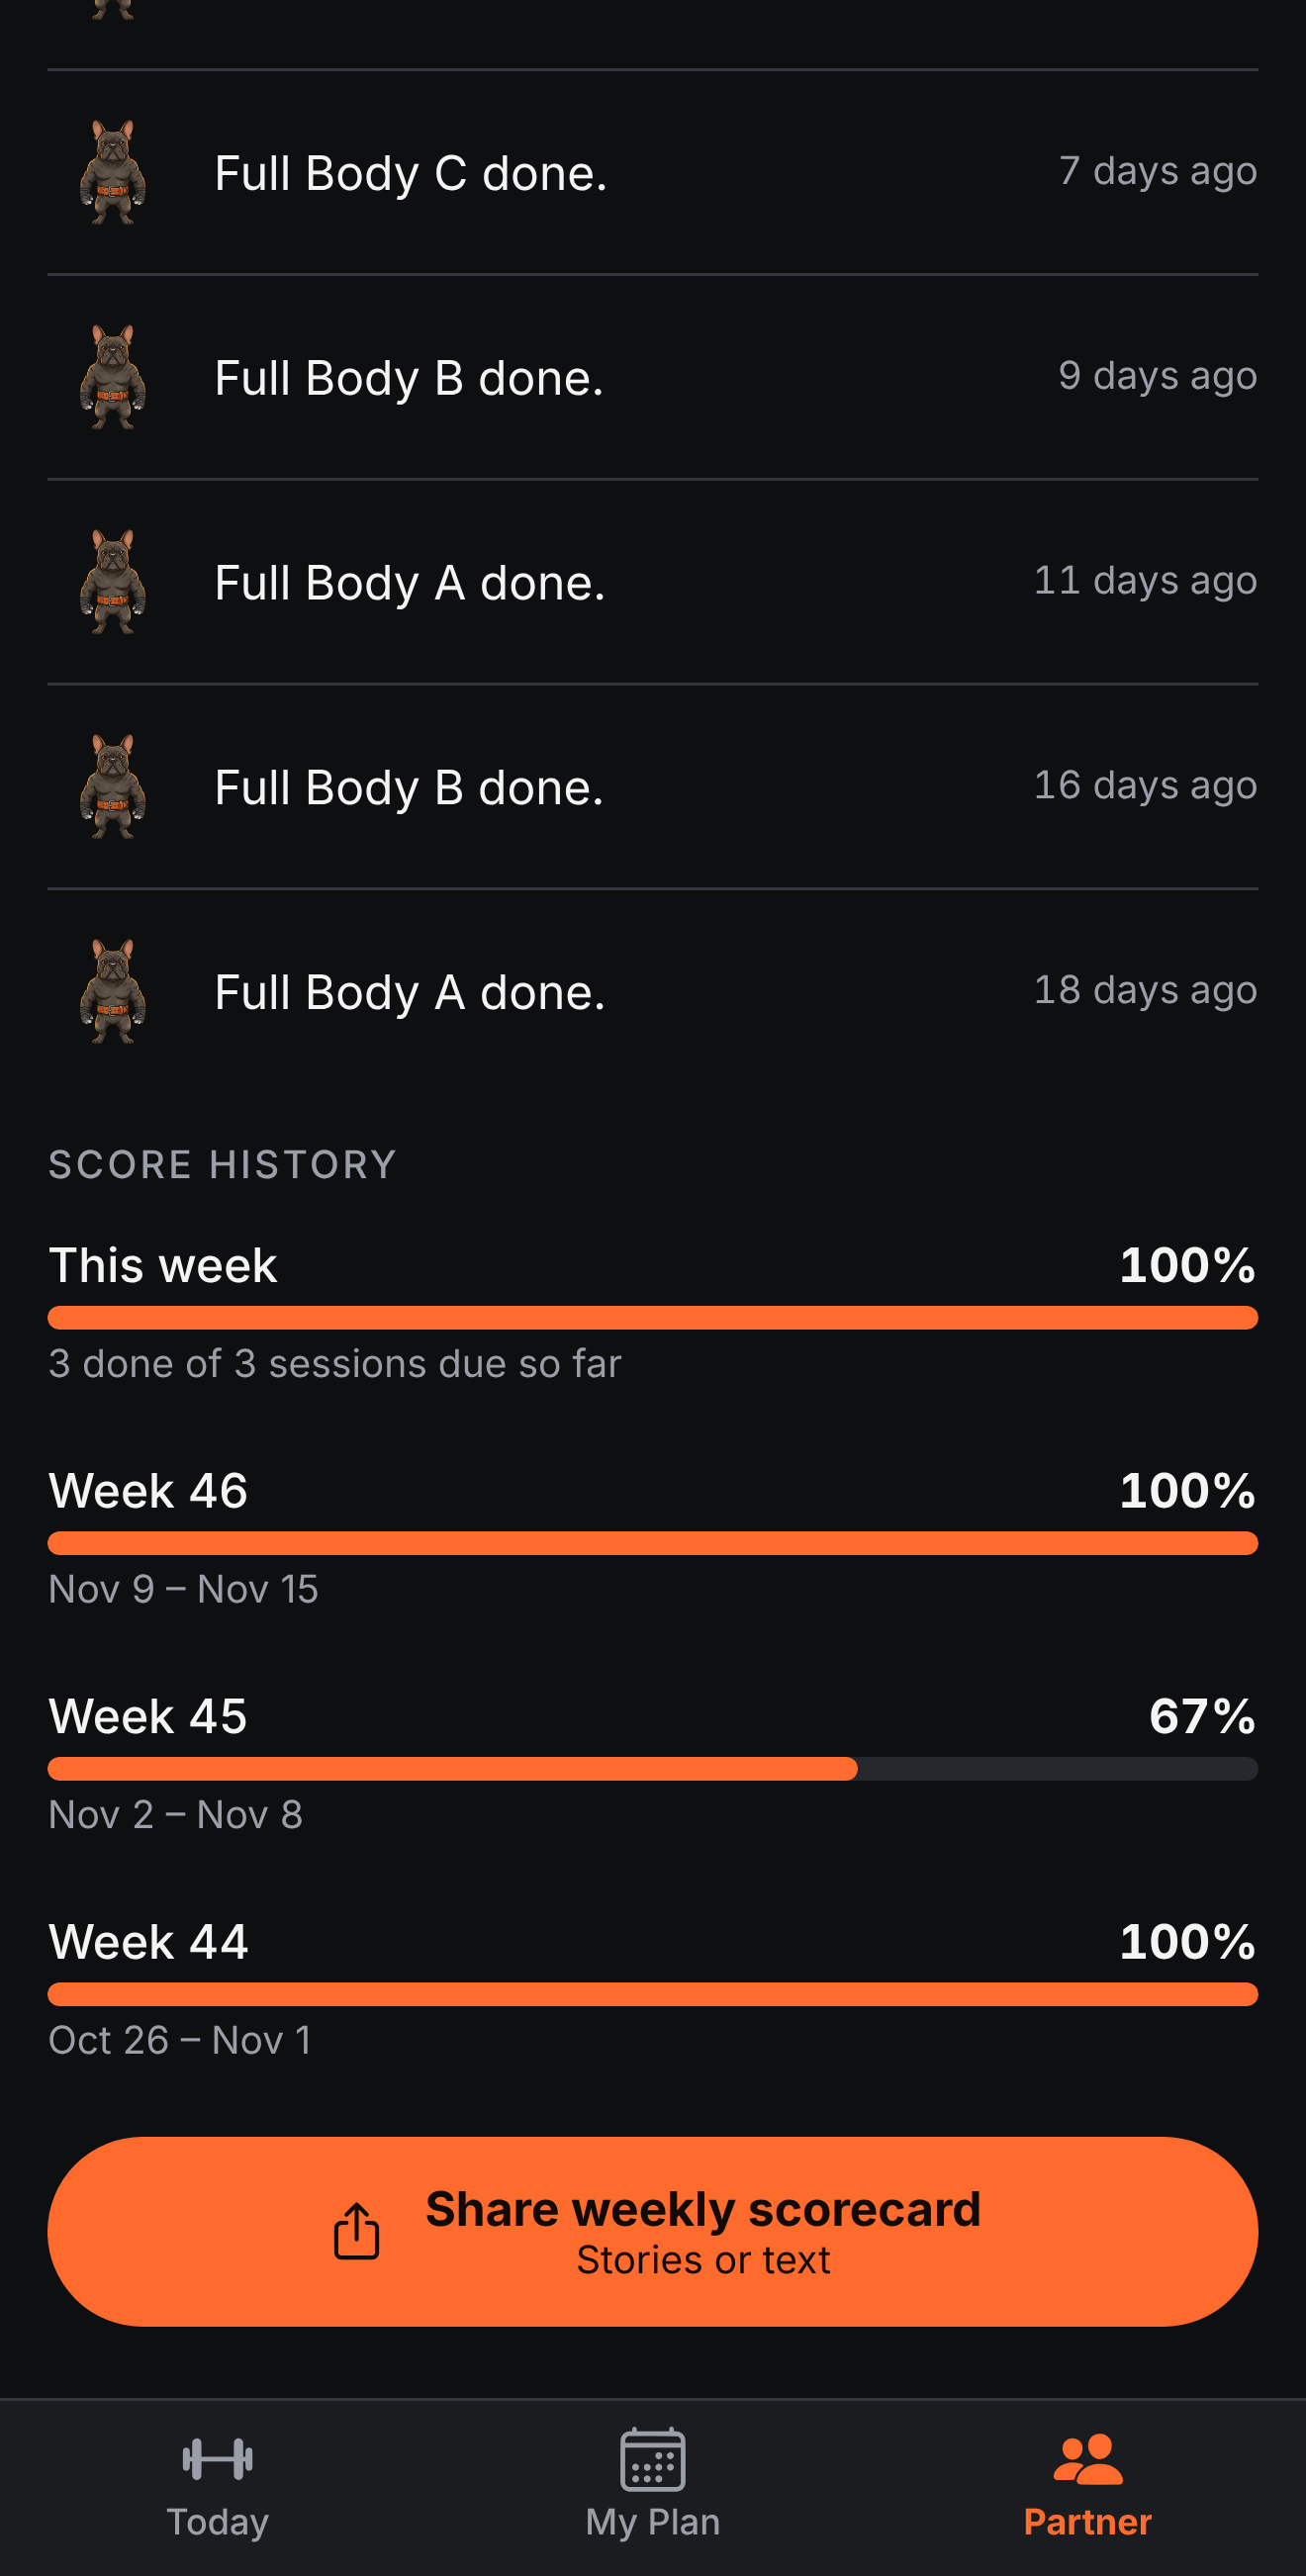 Full Body C done.
7 days ago
Full Body B done.
9 days ago
Full Body A done.
11 days ago
Full Body B done.
16 days ago
Full Body A done.
18 days ago
SCORE HISTORY
This week
100%
3 done of 3 sessions due so far
Week 46
100%
Nov 9 – Nov 15
Week 45
67%
Nov 2 – Nov 8
Week 44
100%
Oct 26 – Nov 1
Share weekly scorecard
Stories or text
Today
My Plan
Partner